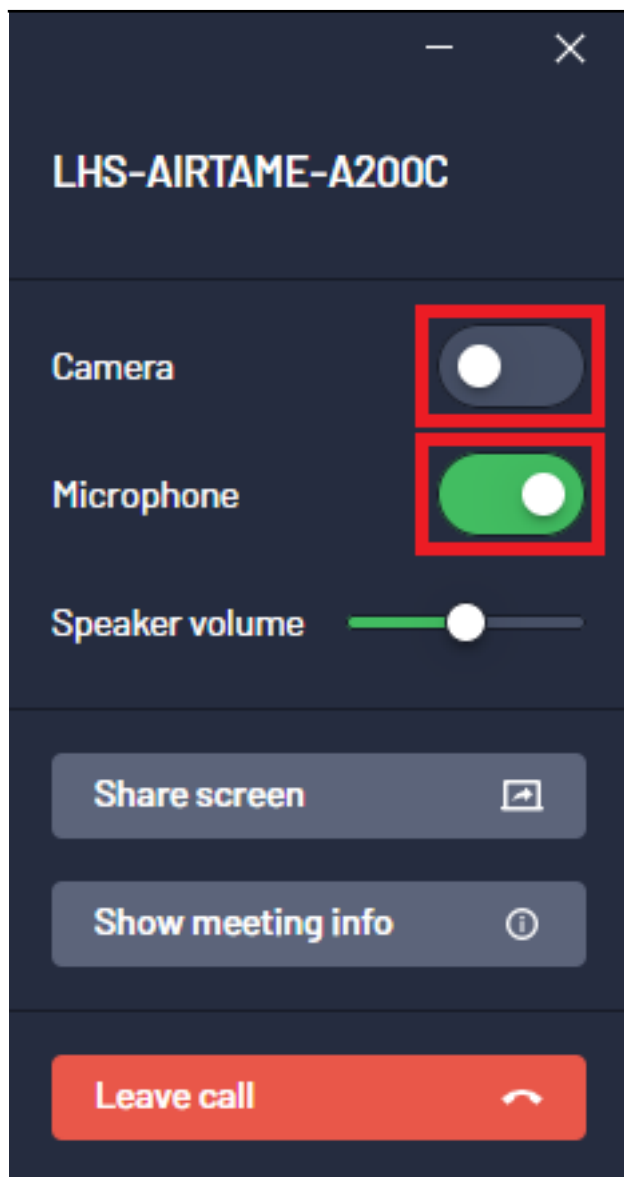 LHS-AIRTAME-A200C
Camera
Microphone
Speaker volume
Share screen
Show meeting info
Leave call